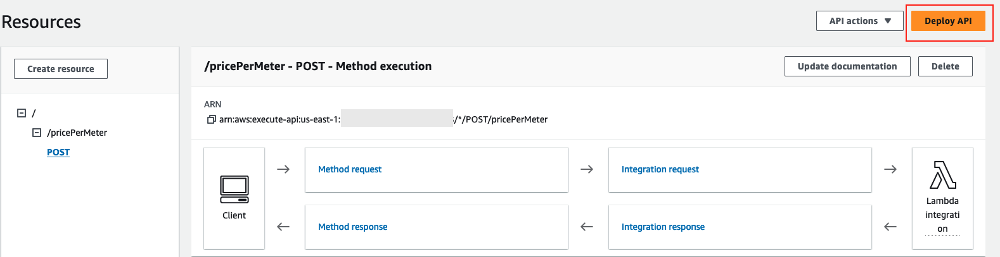 Resources
API actions ▼
Deploy API
Create resource
/
/pricePerMeter
POST
/pricePerMeter - POST - Method execution
Update documentation
Delete
ARN
arn:aws:execute-api:us-east-1:
/*/POST/pricePerMeter
Client
Method request
Integration request
Method response
Integration response
Lambda
integrati
on